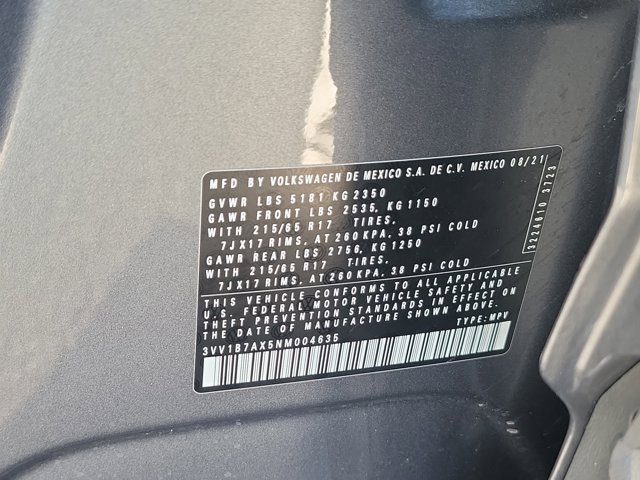 MFD BY VOLKSWAGEN DE MEXICO S.A. DE C.V. MEXICO 08/21
GVWR LBS 5181 KG 2350
GAWR FRONT LBS 2535, KG 1150
WITH 215/65 R17 TIRES.
7JX17 RIMS, AT 260 KPA, 38 PSI COLD
GAWR REAR LBS 2756, KG 1250
WITH 215/65 R17 TIRES.
7JX17 RIMS, AT 260 KPA, 38 PSI COLD
THIS VEHICLE CONFORMS TO ALL APPLICABLE
U.S. FEDERAL MOTOR VEHICLE SAFETY AND
THEFT PREVENTION STANDARDS IN EFFECT ON
THE DATE OF MANUFACTURE SHOWN ABOVE.
3VV1B7AX5NM004635 TYPE: MPV
3224610 3723